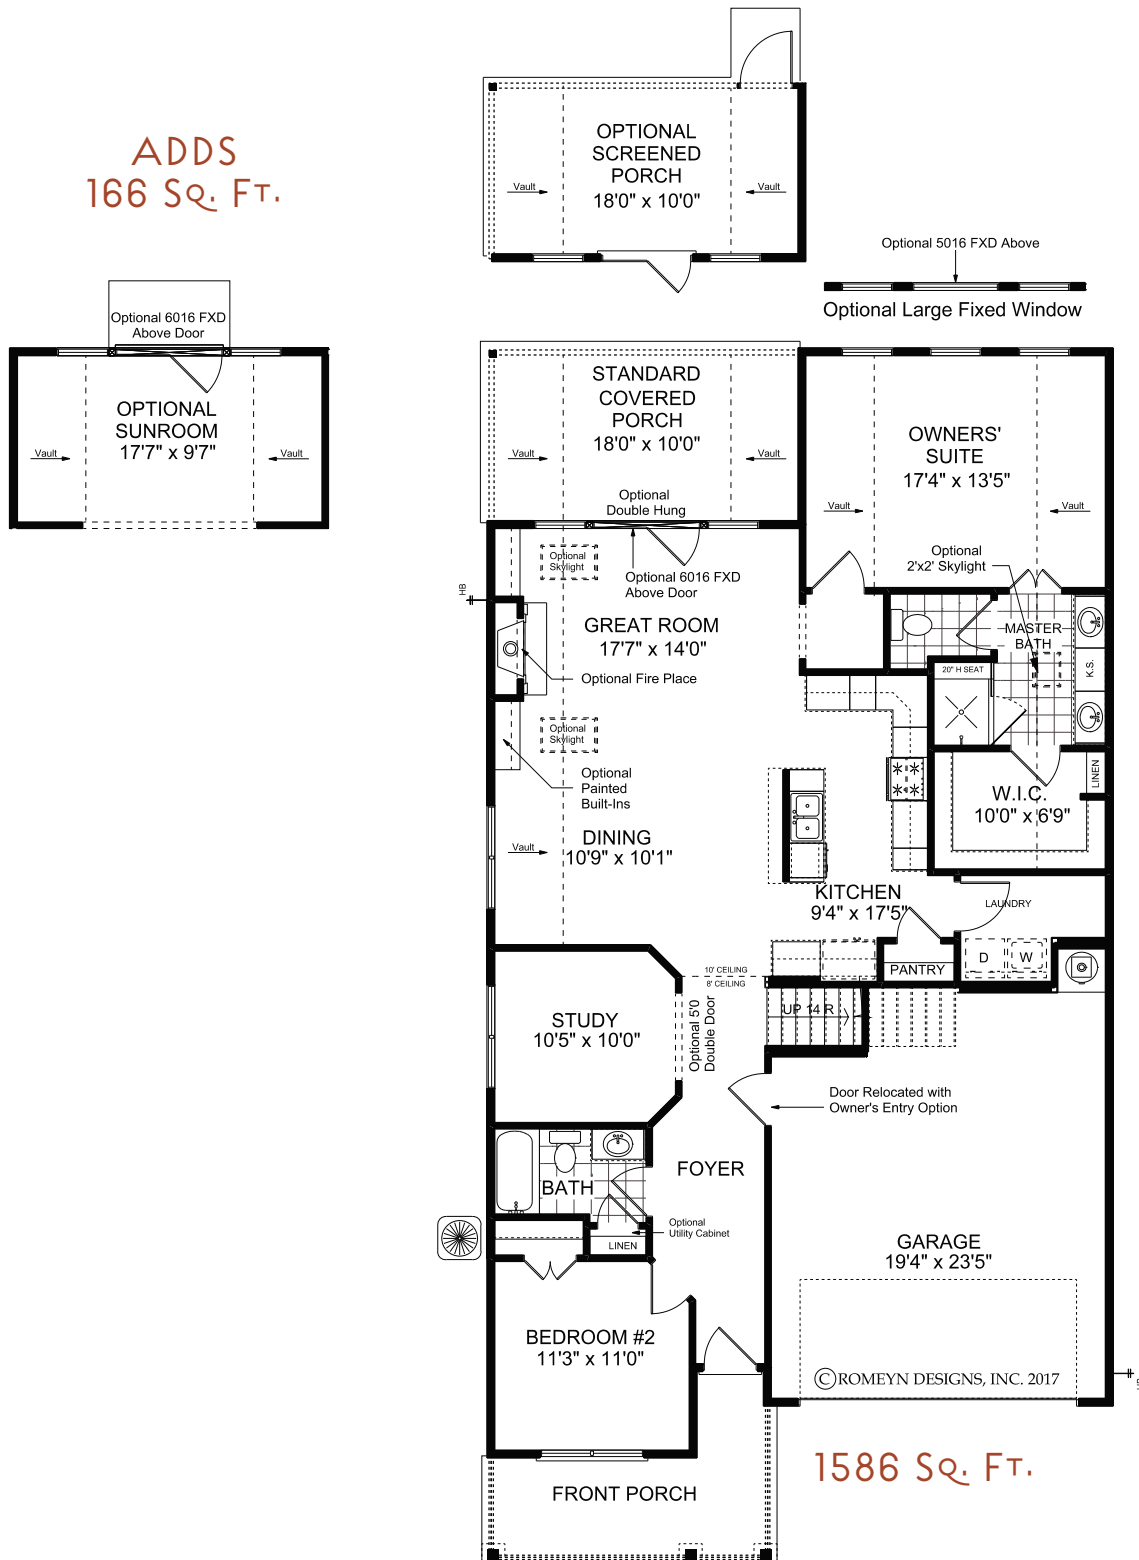 ADDS
166 SQ. FT.
OPTIONAL
SCREENED
PORCH
18'0" x 10'0"
Vault
Vault
Optional 5016 FXD Above
Optional Large Fixed Window
Optional 6016 FXD
Above Door
OPTIONAL
SUNROOM
17'7" x 9'7"
Vault
Vault
STANDARD
COVERED
PORCH
18'0" x 10'0"
Vault
Vault
Optional
Double Hung
OWNERS'
SUITE
17'4" x 13'5"
Vault
Vault
Optional
2'x2' Skylight
Optional
Skylight
Optional 6016 FXD
Above Door
HB
GREAT ROOM
17'7" x 14'0"
Optional Fire Place
MASTER
BATH
K.S.
20" H SEAT
Optional
Skylight
Optional
Painted
Built-Ins
LINEN
W.I.C.
10'0" x 6'9"
DINING
10'9" x 10'1"
Vault
KITCHEN
9'4" x 17'5"
LAUNDRY
D
W
PANTRY
10' CEILING
8' CEILING
UP 14 R
STUDY
10'5" x 10'0"
Optional 5'0
Double Door
Door Relocated with
Owner's Entry Option
FOYER
BATH
Optional
Utility Cabinet
LINEN
GARAGE
19'4" x 23'5"
BEDROOM #2
11'3" x 11'0"
© ROMEYN DESIGNS, INC. 2017
1586 SQ. FT.
FRONT PORCH